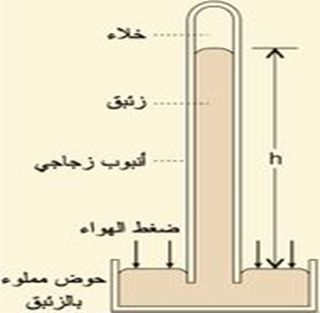 خلاء
زئبق
h
أنبوب زجاجي
ضغط الهواء
حوض مملوء
بالزئبق